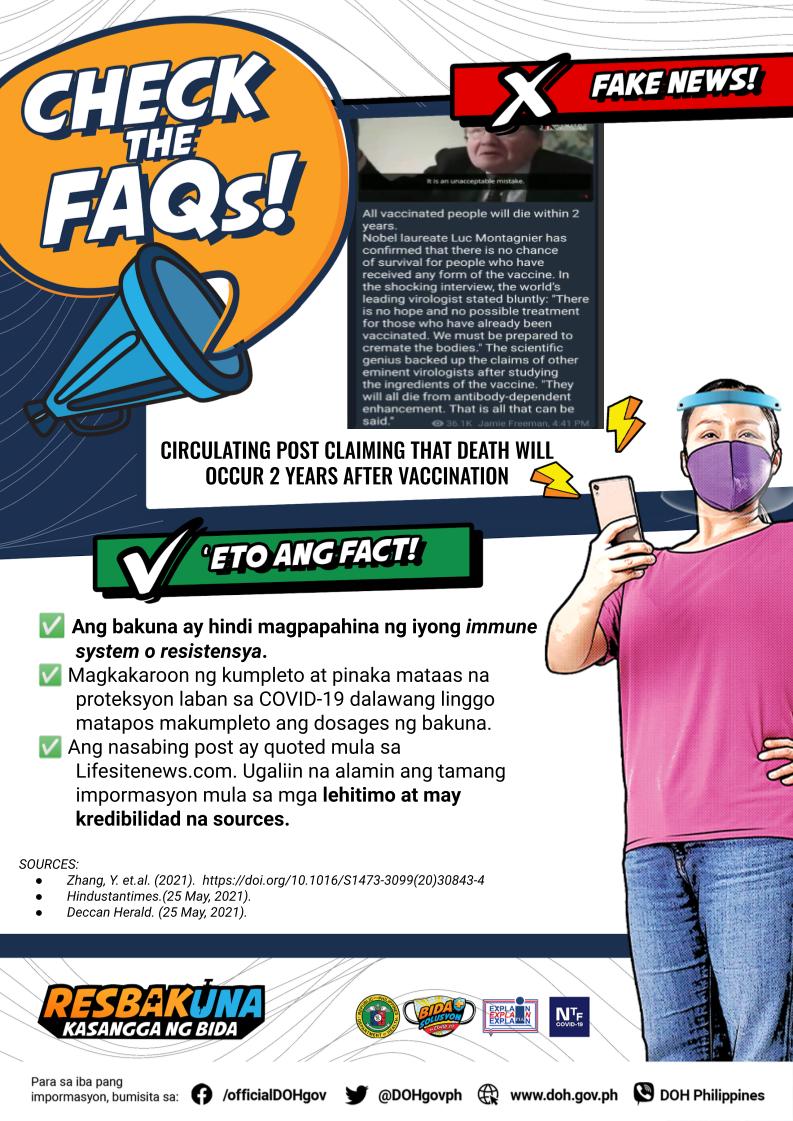 CHECK
THE
FAQs!
FAKE NEWS!
It is an unacceptable mistake.
All vaccinated people will die within 2
years.
Nobel laureate Luc Montagnier has
confirmed that there is no chance
of survival for people who have
received any form of the vaccine. In
the shocking interview, the world's
leading virologist stated bluntly: "There
is no hope and no possible treatment
for those who have already been
vaccinated. We must be prepared to
cremate the bodies." The scientific
genius backed up the claims of other
eminent virologists after studying
the ingredients of the vaccine. "They
will all die from antibody-dependent
enhancement. That is all that can be
said."
36.1K Jamie Freeman, 4:41 PM
CIRCULATING POST CLAIMING THAT DEATH WILL
OCCUR 2 YEARS AFTER VACCINATION
'ETO ANG FACT!
Ang bakuna ay hindi magpapahina ng iyong immune
system o resistensya.
Magkakaroon ng kumpleto at pinaka mataas na
proteksyon laban sa COVID-19 dalawang linggo
matapos makumpleto ang dosages ng bakuna.
Ang nasabing post ay quoted mula sa
Lifesitenews.com. Ugaliin na alamin ang tamang
impormasyon mula sa mga lehitimo at may
kredibilidad na sources.
SOURCES:
● Zhang, Y. et.al. (2021). https://doi.org/10.1016/S1473-3099(20)30843-4
● Hindustantimes.(25 May, 2021).
● Deccan Herald. (25 May, 2021).
RESBAKUNA
KASANGGA NG BIDA
BIDA
SOLUSYON
EXPLAIN
EXPLAIN
EXPLAIN
NTF
COVID-19
Para sa iba pang
impormasyon, bumisita sa:
/officialDOHgov
@DOHgovph
www.doh.gov.ph
DOH Philippines